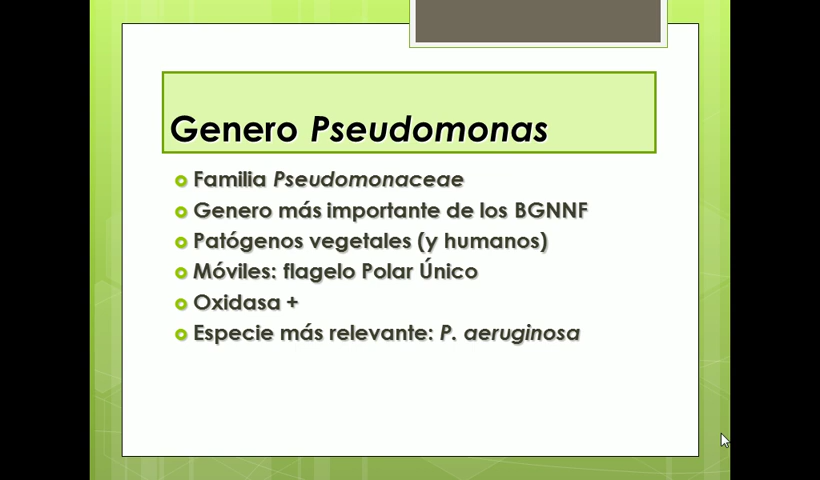 Genero Pseudomonas
Familia Pseudomonaceae
Genero más importante de los BGNNF
Patógenos vegetales (y humanos)
Móviles: flagelo Polar Único
Oxidasa +
Especie más relevante: P. aeruginosa